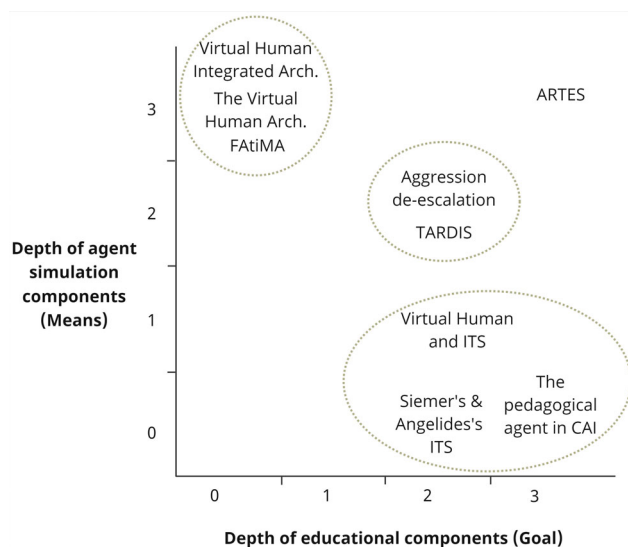 Virtual Human
Integrated Arch.
The Virtual
Human Arch.
FAtiMA
ARTES
Aggression
de-escalation
TARDIS
Virtual Human
and ITS
Siemer's &
Angelides's
ITS
The
pedagogical
agent in CAI
Depth of agent
simulation
components
(Means)
3
2
1
0
0 1 2 3
Depth of educational components (Goal)